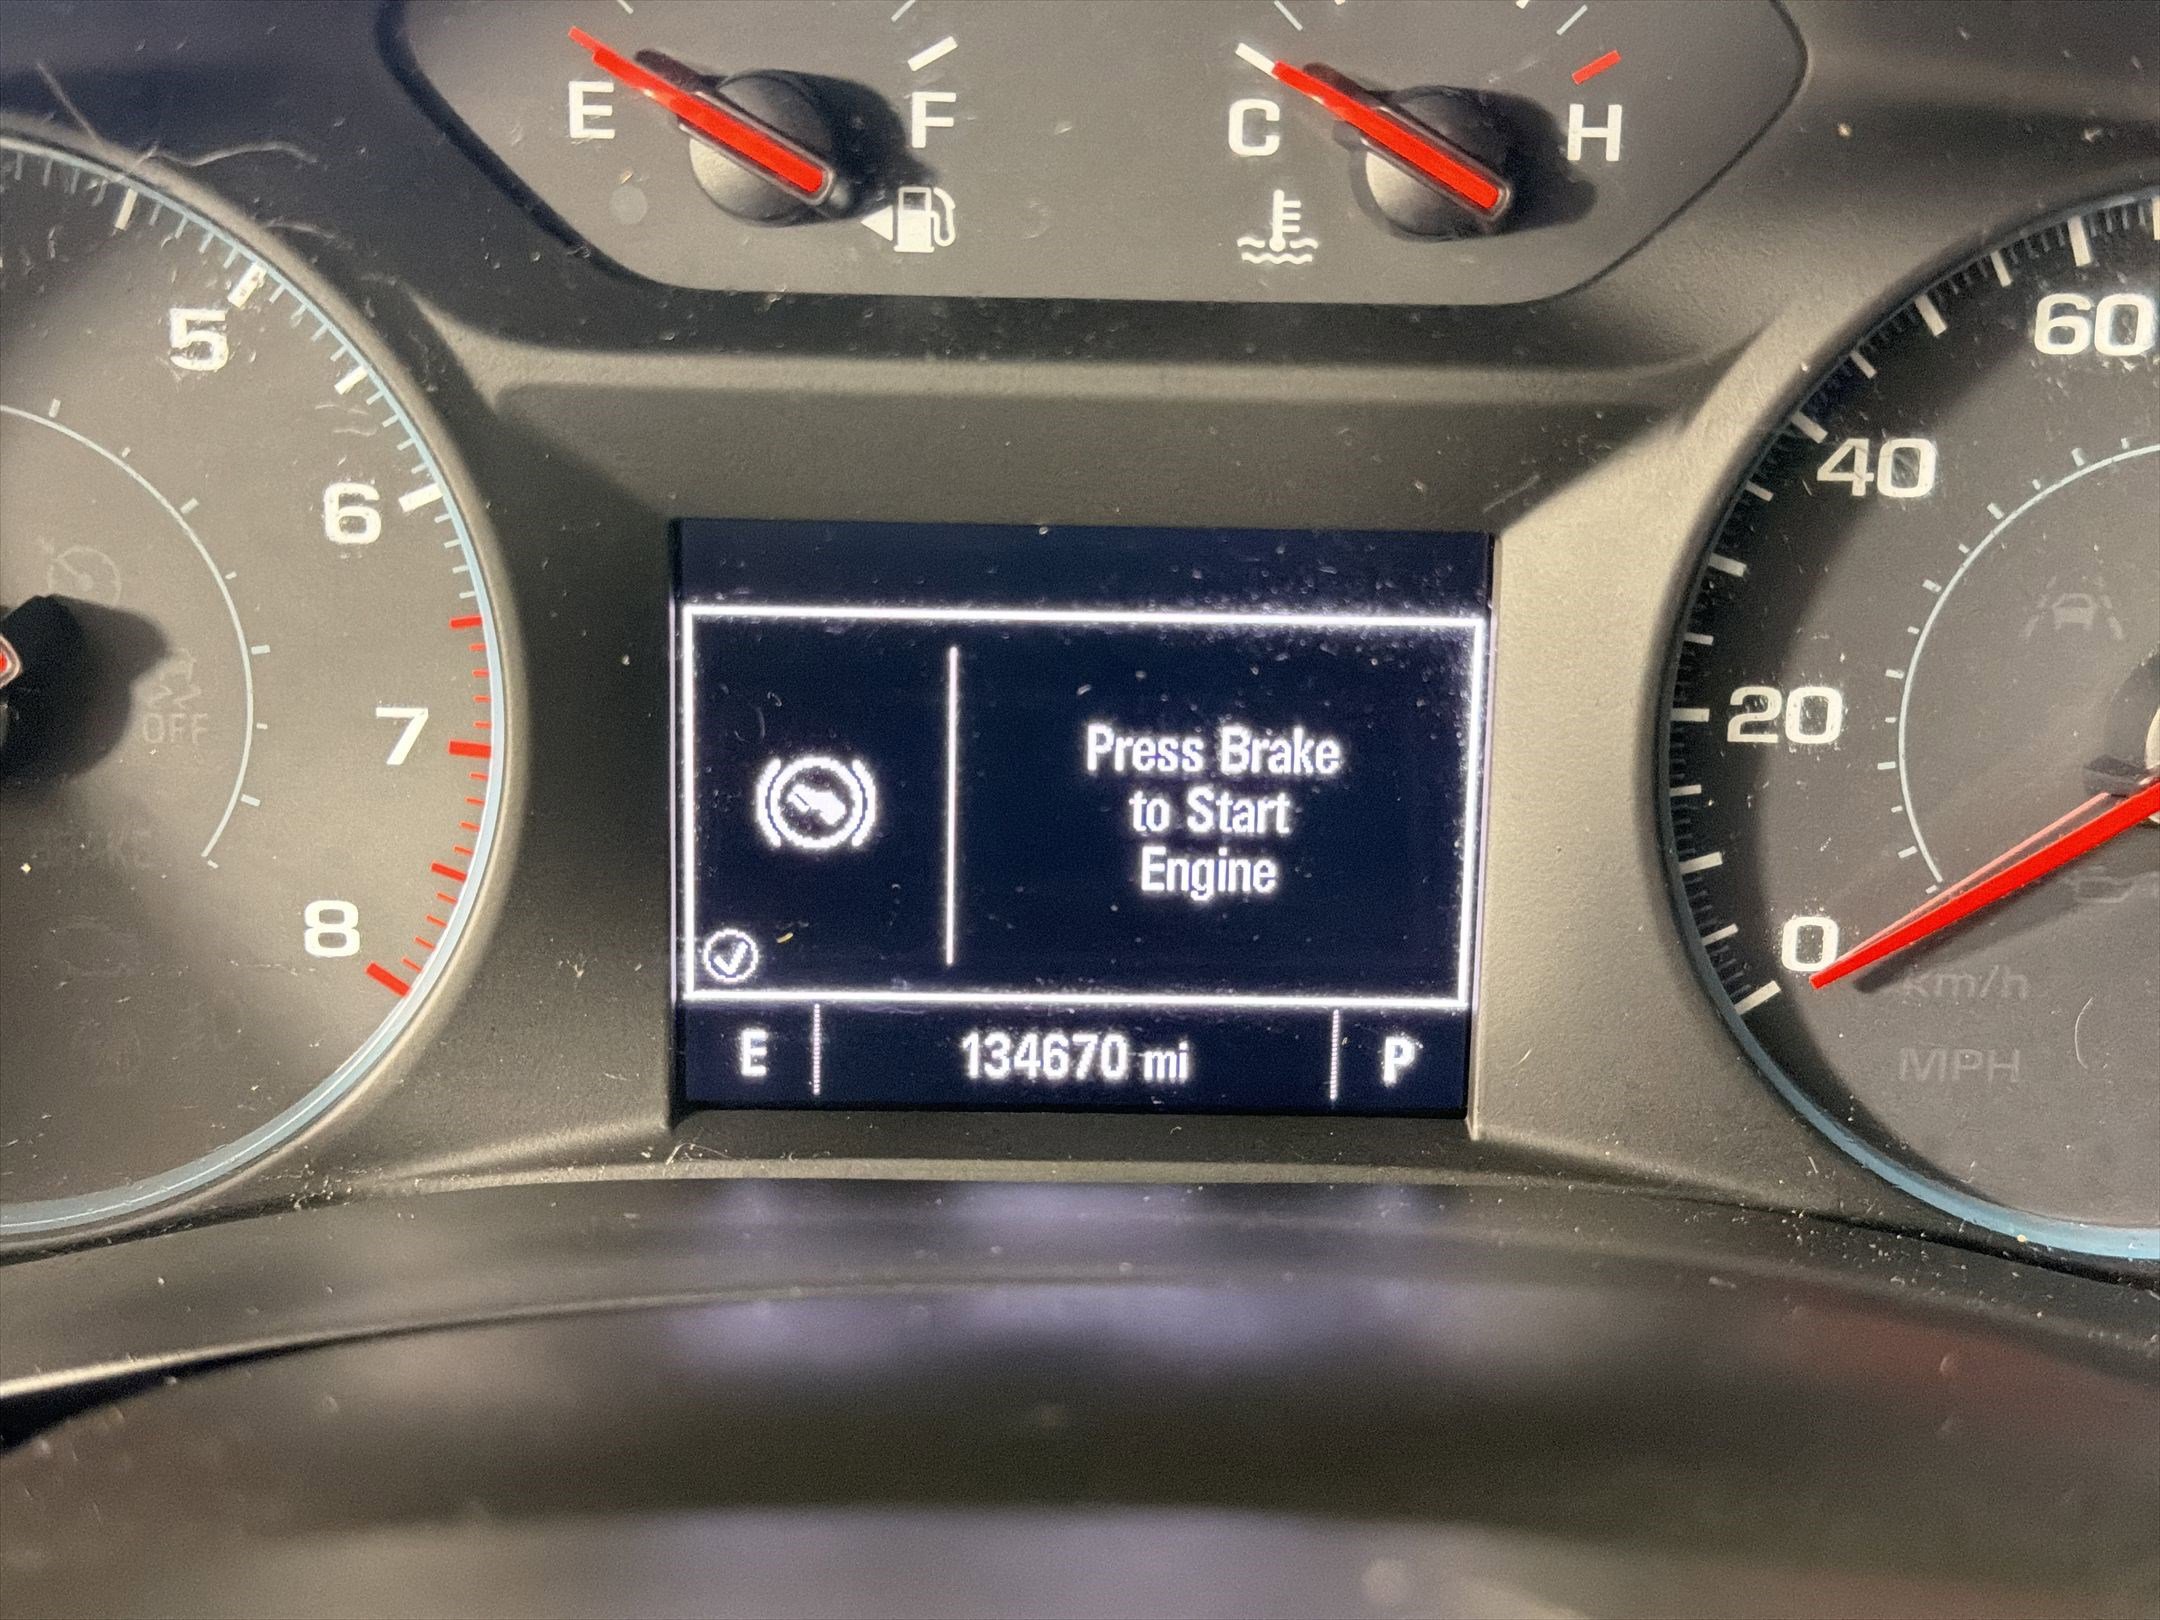 E F
C H
5
6
7
8
OFF
60
40
20
0
km/h
MPH
Press Brake
to Start
Engine
E 134670 mi P